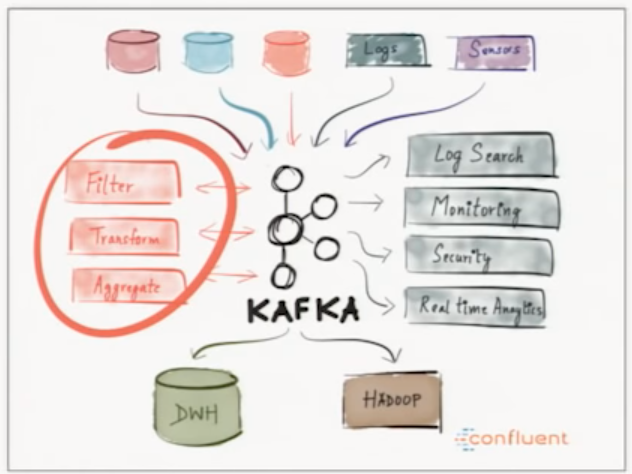 Logs
Sensors
Filter
Transform
Aggregate
Log Search
Monitoring
Security
Real time Analytics
KAFKA
DWH
HADOOP
confluent